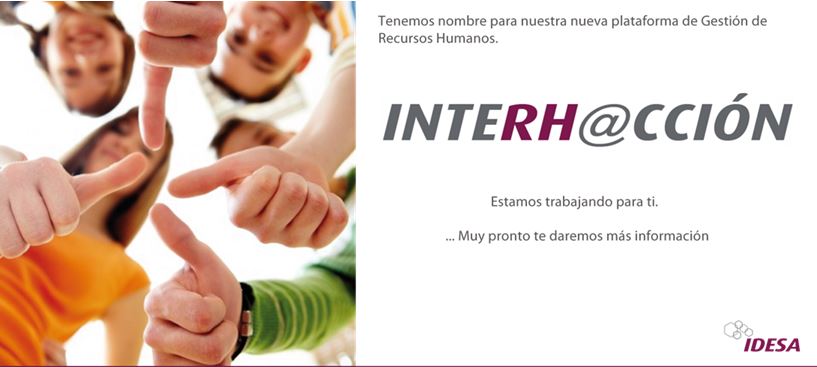 Tenemos nombre para nuestra nueva plataforma de Gestión de
Recursos Humanos.
INTERH@CCIÓN
Estamos trabajando para ti.
... Muy pronto te daremos más información
IDESA